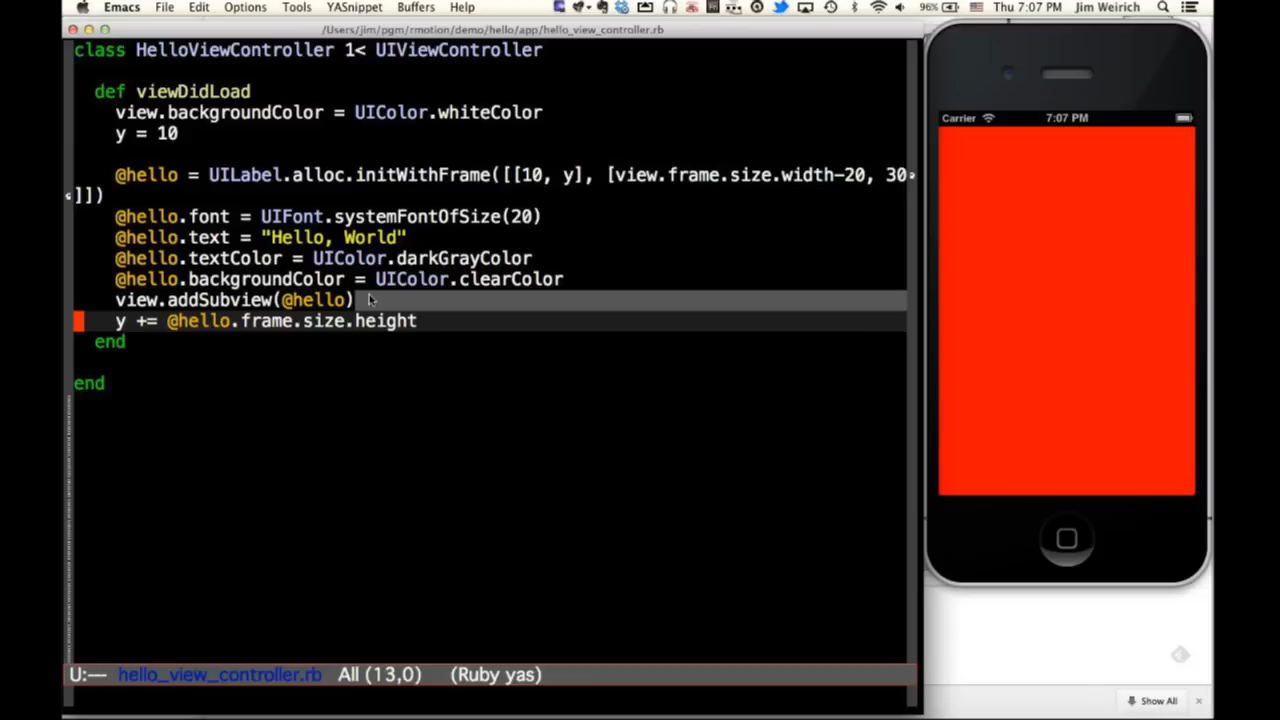 Emacs File Edit Options Tools YASnippet Buffers Help 96% Thu 7:07 PM Jim Weirich
/Users/jim/pgm/rmotion/demo/hello/app/hello_view_controller.rb
class HelloViewController 1< UIViewController
def viewDidLoad
view.backgroundColor = UIColor.whiteColor
y = 10
@hello = UILabel.alloc.initWithFrame([[10, y], [view.frame.size.width-20, 30
]])
@hello.font = UIFont.systemFontOfSize(20)
@hello.text = "Hello, World"
@hello.textColor = UIColor.darkGrayColor
@hello.backgroundColor = UIColor.clearColor
view.addSubview(@hello)
y += @hello.frame.size.height
end
end
U:--- hello_view_controller.rb All (13,0) (Ruby yas)
Carrier 7:07 PM
Show All